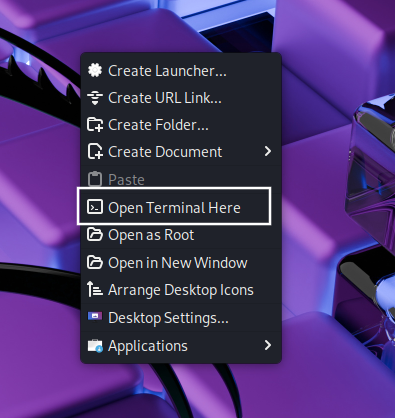 Create Launcher...
Create URL Link...
Create Folder...
Create Document
Paste
Open Terminal Here
Open as Root
Open in New Window
Arrange Desktop Icons
Desktop Settings...
Applications